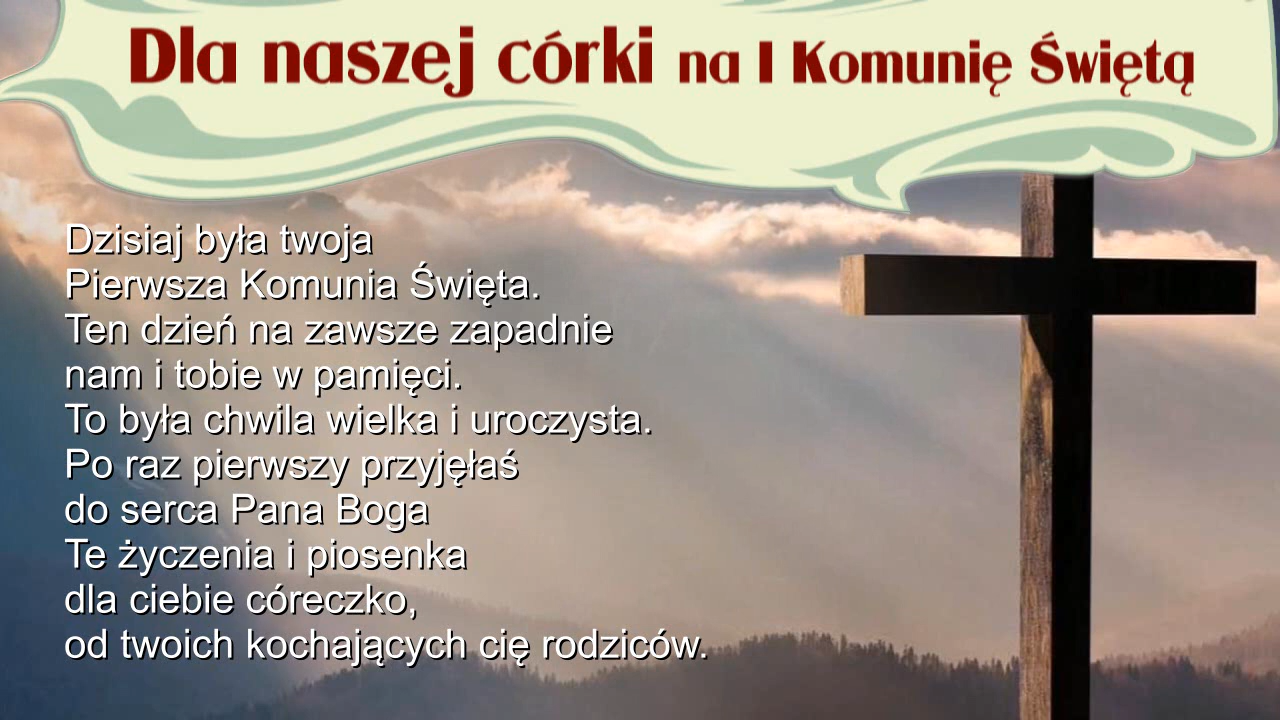 Dla naszej córki na I Komunię Świętą
Dzisiaj była twoja
Pierwsza Komunia Święta.
Ten dzień na zawsze zapadnie
nam i tobie w pamięci.
To była chwila wielka i uroczysta.
Po raz pierwszy przyjęłaś
do serca Pana Boga
Te życzenia i piosenka
dla ciebie córeczko,
od twoich kochających cię rodziców.